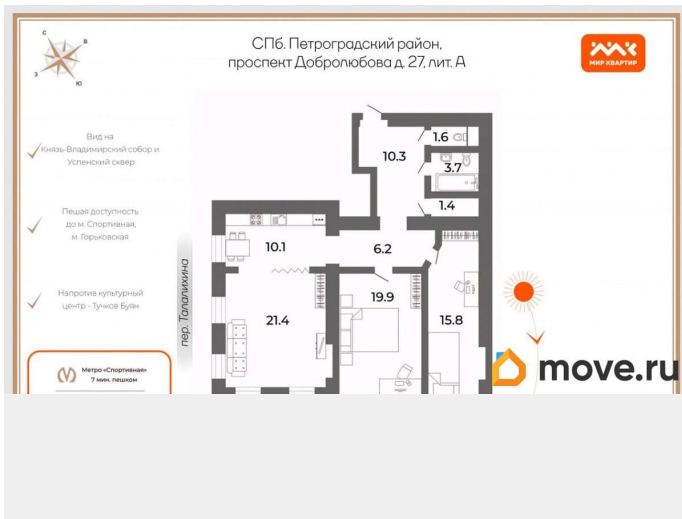 СПб. Петроградский район,
проспект Добролюбова д. 27, лит. А
МИР КВАРТИР
С
В
З
Ю
Вид на
Князь-Владимирский собор и
Успенский сквер
Пешая доступность
до м. Спортивная,
м. Горьковская
Напротив культурный
центр - Тучков Буян
Метро «Спортивная»
7 мин. пешком
пер. Талалихина
1.6
10.3
3.7
1.4
10.1
6.2
19.9
21.4
15.8
move.ru